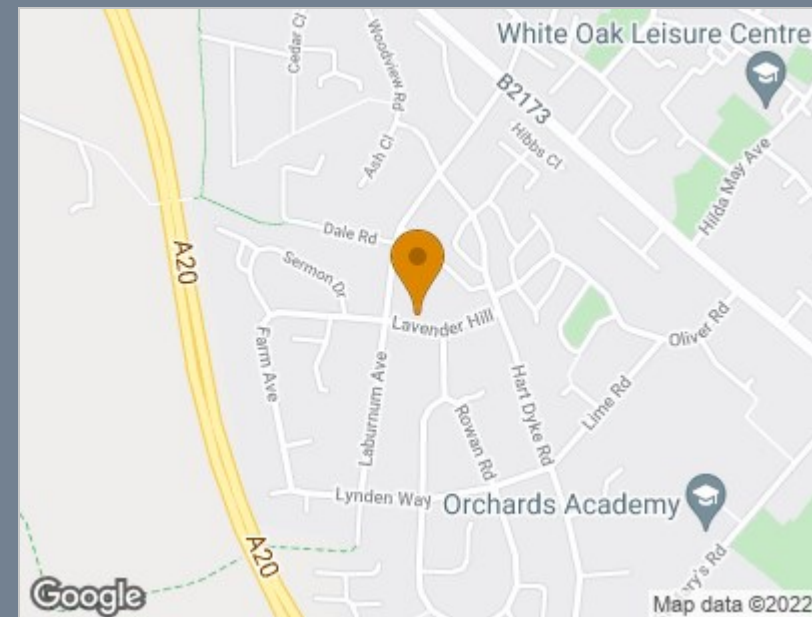 White Oak Leisure Centre
Cedar Cl
Woodview Rd
B2173
Hibbs Cl
Ash Cl
Hilda May Ave
Dale Rd
A20
Sermon Dr
Lavender Hill
Oliver Rd
Farm Ave
Laburnum Ave
Hart Dyke Rd
Lime Rd
Rowan Rd
Lynden Way
Orchards Academy
A20
ery's Rd
Google
Map data ©2022